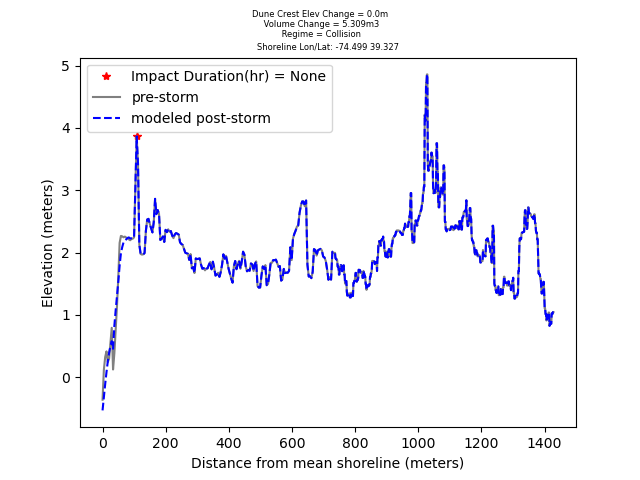 Dune Crest Elev Change = 0.0m
Volume Change = 5.309m3
Regime = Collision
Shoreline Lon/Lat: -74.499 39.327
Impact Duration(hr) = None
pre-storm
modeled post-storm
5
4
3
2
1
0
Elevation (meters)
0 200 400 600 800 1000 1200 1400
Distance from mean shoreline (meters)